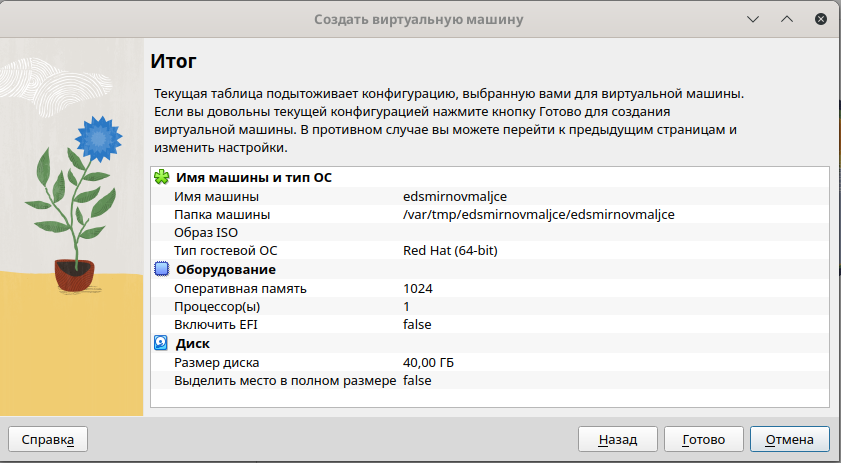 Создать виртуальную машину
Итог
Текущая таблица подытоживает конфигурацию, выбранную вами для виртуальной машины.
Если вы довольны текущей конфигурацией нажмите кнопку Готово для создания
виртуальной машины. В противном случае вы можете перейти к предыдущим страницам и
изменить настройки.
Имя машины и тип ОС
Имя машины edsmirnovmaljce
Папка машины /var/tmp/edsmirnovmaljce/edsmirnovmaljce
Образ ISO
Тип гостевой ОС Red Hat (64-bit)
Оборудование
Оперативная память 1024
Процессор(ы) 1
Включить EFI false
Диск
Размер диска 40,00 ГБ
Выделить место в полном размере false
Справка Назад Готово Отмена